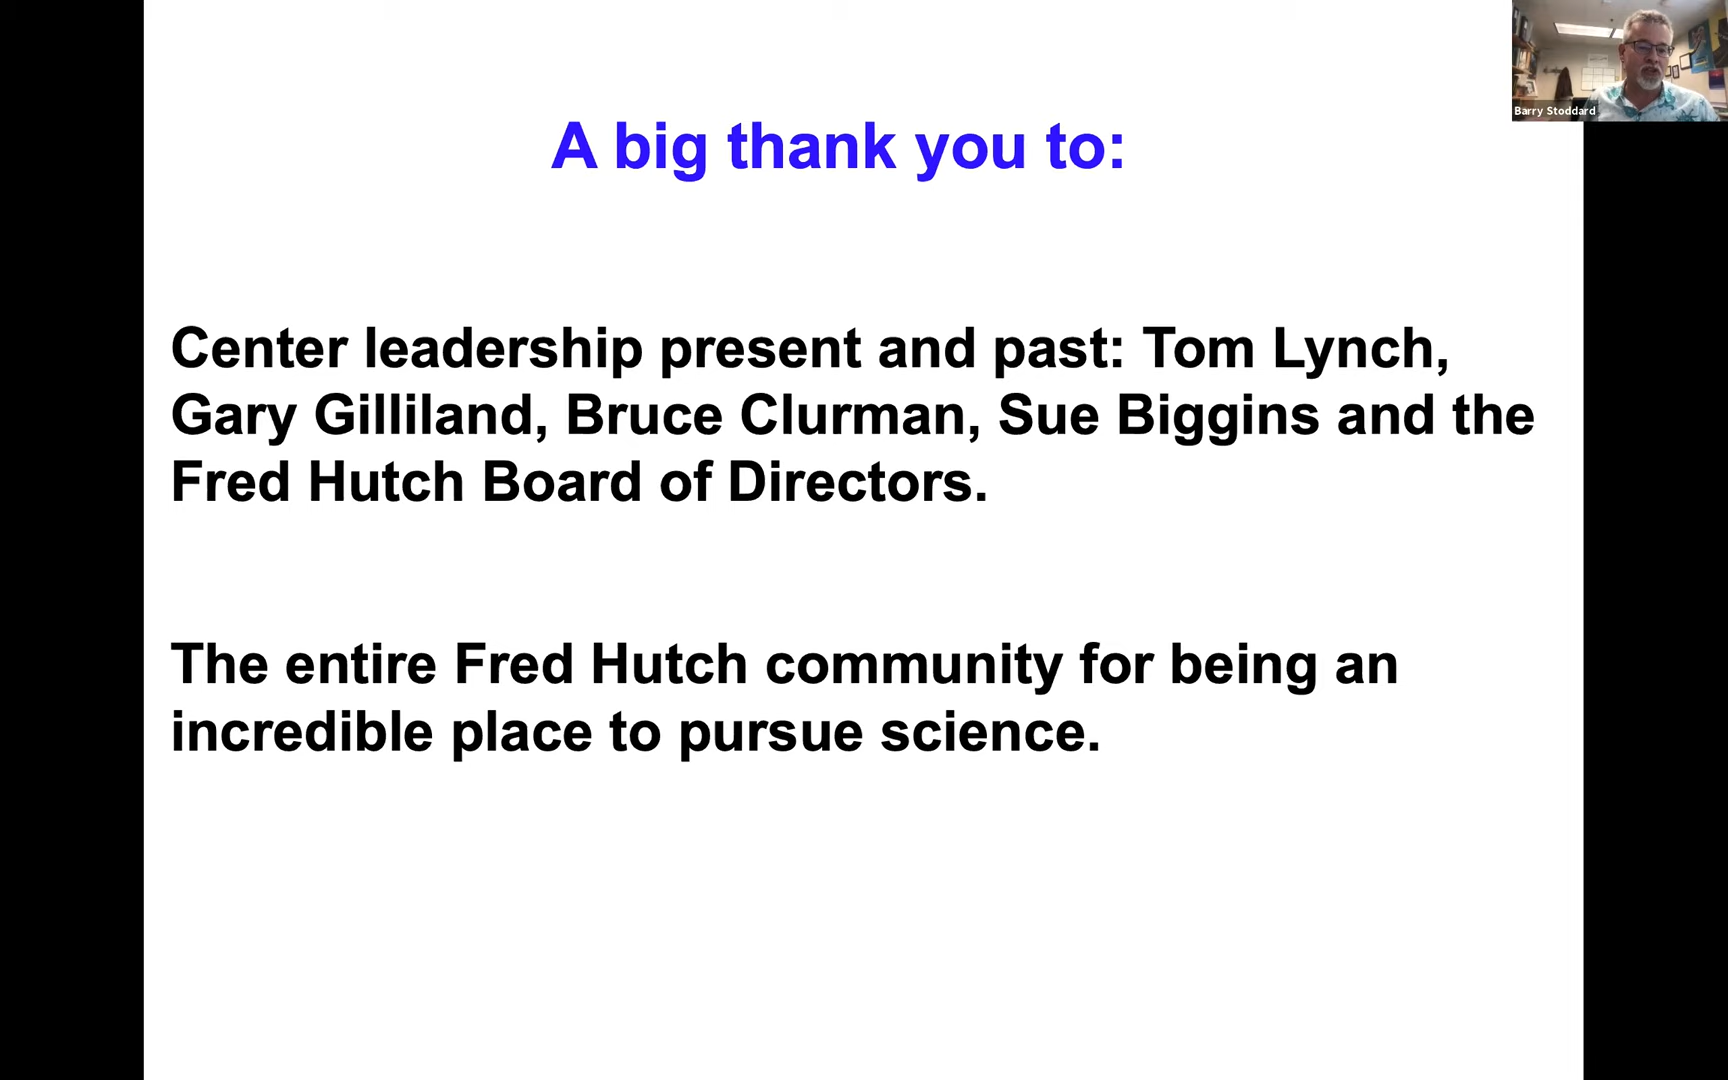 A big thank you to:
Barry Stoddard
Center leadership present and past: Tom Lynch,
Gary Gilliland, Bruce Clurman, Sue Biggins and the
Fred Hutch Board of Directors.
The entire Fred Hutch community for being an
incredible place to pursue science.